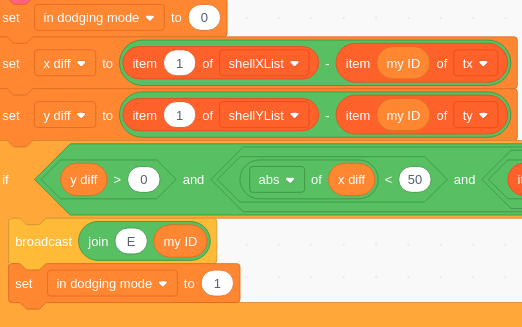 set in dodging mode to 0
set x diff to item 1 of shellXList - item my ID of tx
set y diff to item 1 of shellYList - item my ID of ty
if y diff > 0 and abs of x diff < 50 and
broadcast join E my ID
set in dodging mode to 1